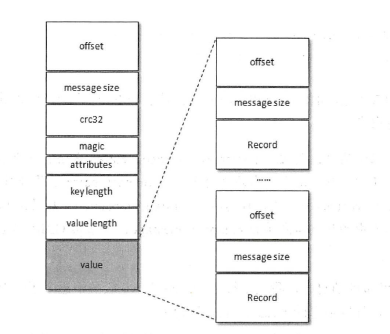 offset
message size
crc32
magic
attributes
key length
value length
value
offset
message size
Record
......
offset
message size
Record